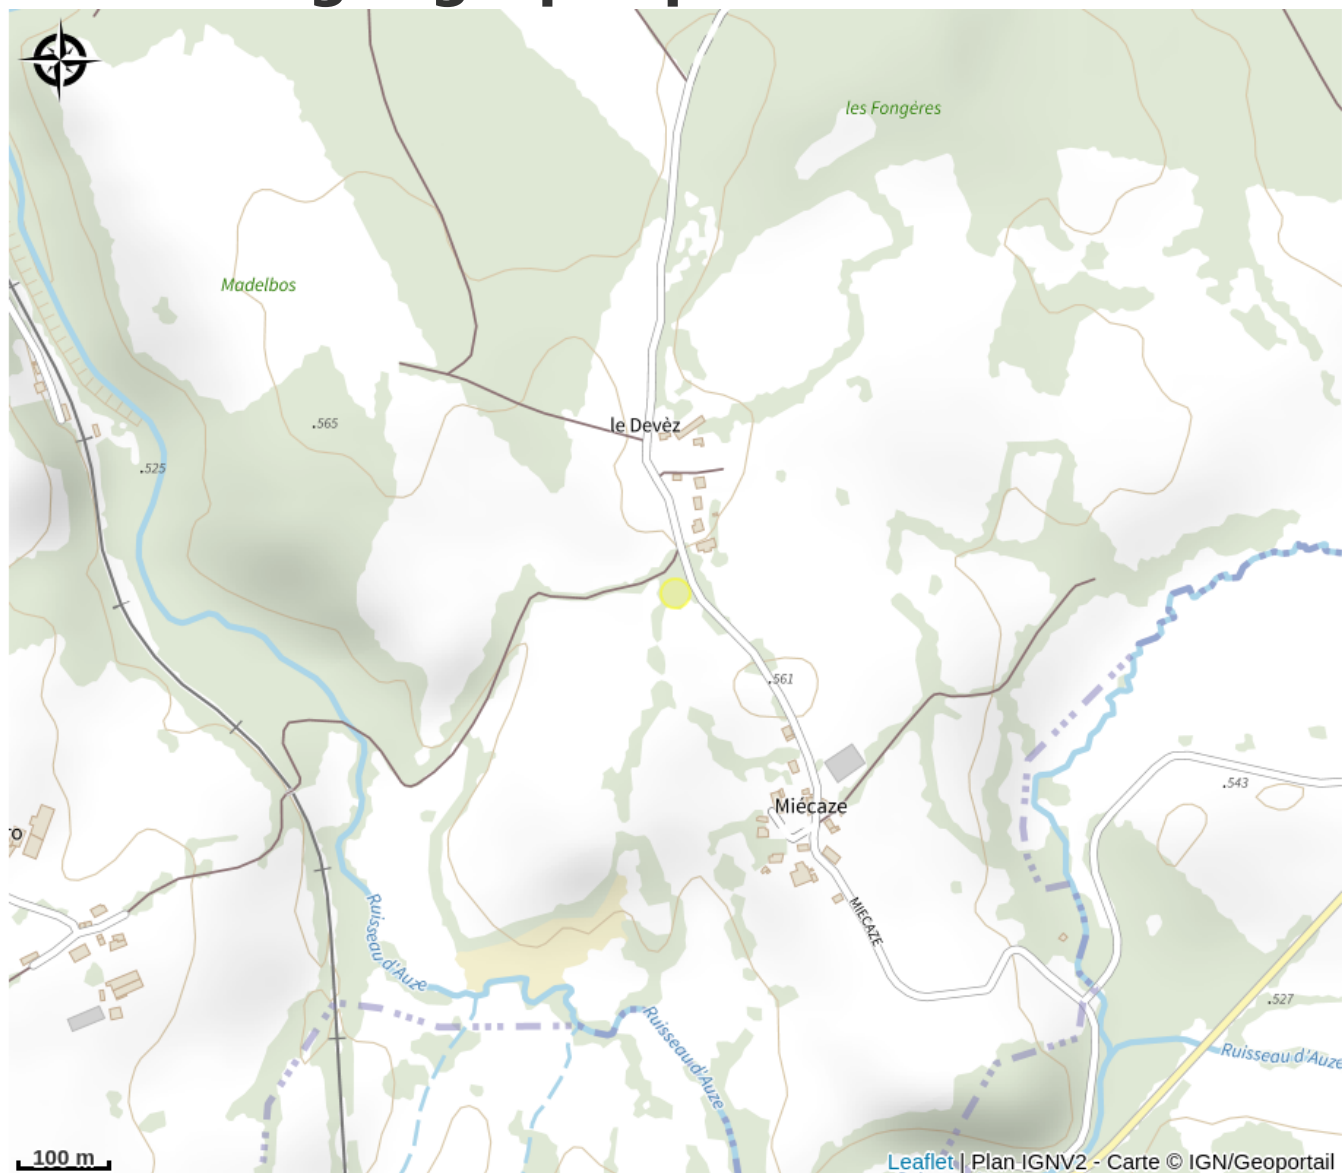 les Fongères
Madelbos
.565
le Devèz
.525
.561
.543
Miécaze
MIECAZE
Ruisseau d'Auze
Ruisseau d'Auze
.527
Ruisseau d'Auze
100 m
Leaflet | Plan IGNV2 - Carte © IGN/Geoportail